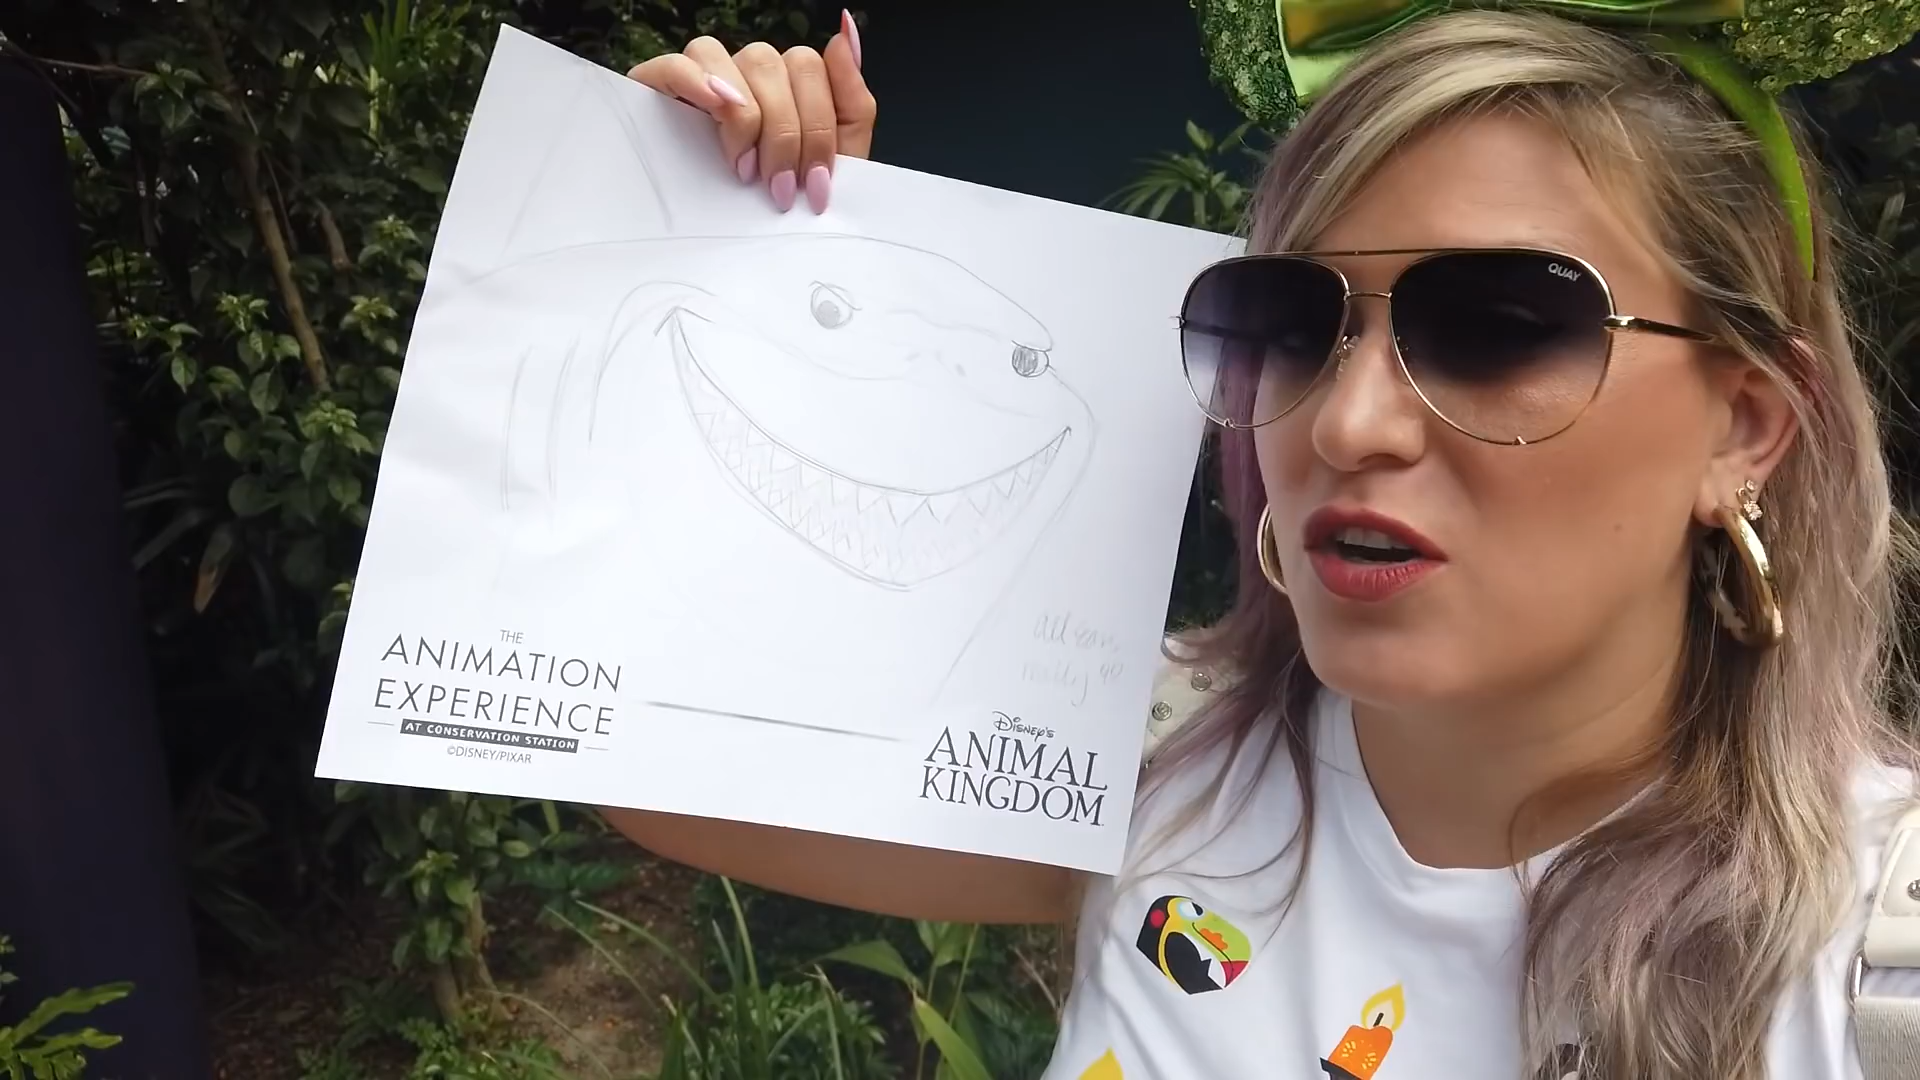 QUAY
THE
ANIMATION
EXPERIENCE
AT CONSERVATION STATION
©DISNEY/PIXAR
DISNEY'S
ANIMAL
KINGDOM